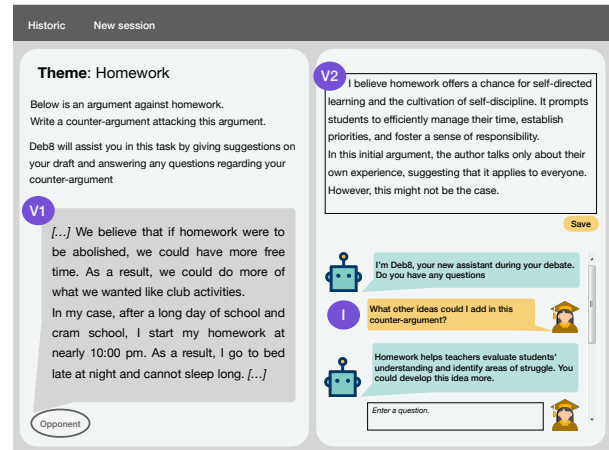 Historic New session
Theme: Homework
Below is an argument against homework.
Write a counter-argument attacking this argument.
Deb8 will assist you in this task by giving suggestions on
your draft and answering any questions regarding your
counter-argument
V1
[…] We believe that if homework were to
be abolished, we could have more free
time. As a result, we could do more of
what we wanted like club activities.
In my case, after a long day of school and
cram school, I start my homework at
nearly 10:00 pm. As a result, I go to bed
late at night and cannot sleep long. […]
Opponent
V2
I believe homework offers a chance for self-directed
learning and the cultivation of self-discipline. It prompts
students to efficiently manage their time, establish
priorities, and foster a sense of responsibility.
In this initial argument, the author talks only about their
own experience, suggesting that it applies to everyone.
However, this might not be the case.
Save
I'm Deb8, your new assistant during your debate.
Do you have any questions
I
What other ideas could I add in this
counter-argument?
Homework helps teachers evaluate students'
understanding and identify areas of struggle. You
could develop this idea more.
Enter a question.